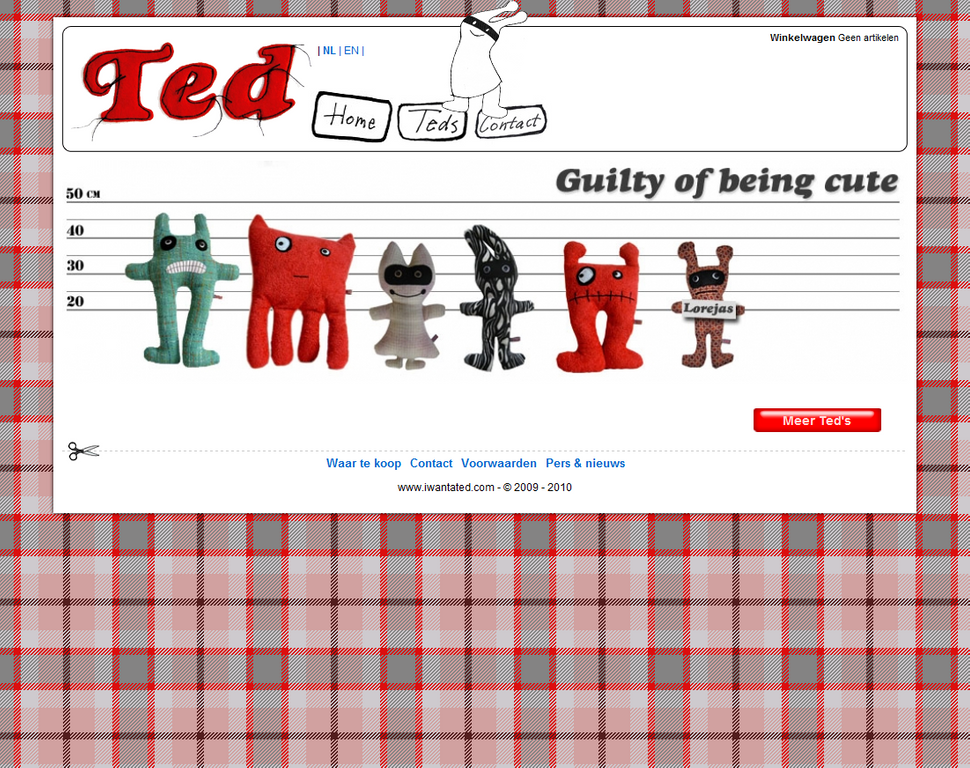 Ted
| NL | EN |
Winkelwagen Geen artikelen
Home
Teds
Contact
Guilty of being cute
50 CM
40
30
20
Lorejas
Meer Ted's
Waar te koop Contact Voorwaarden Pers & nieuws
www.iwantated.com - © 2009 - 2010